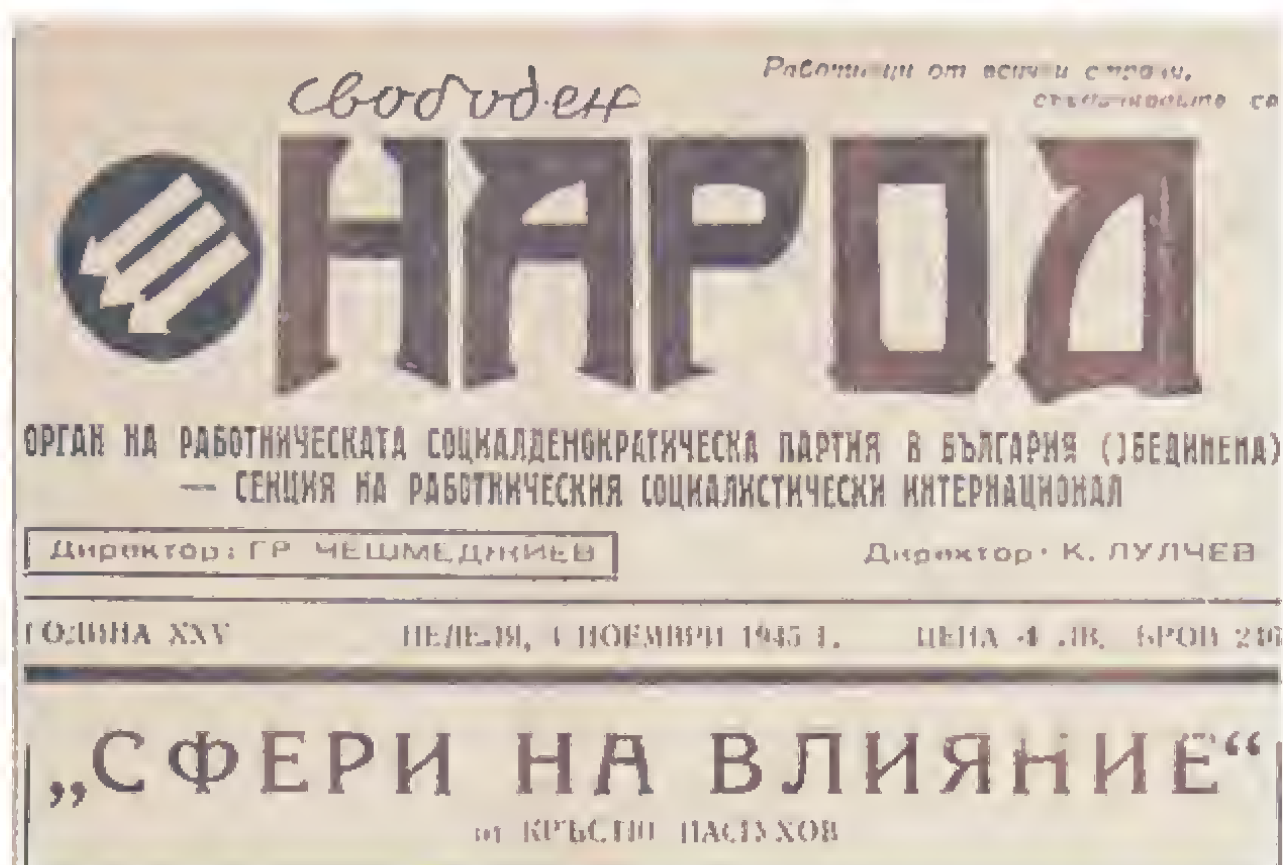 свободен
Работници от всички страни,
съединявайте се
НАРОД
ОРГАН НА РАБОТНИЧЕСКАТА СОЦИАЛДЕМОКРАТИЧЕСКА ПАРТИЯ В БЪЛГАРИЯ (ОБЕДИНЕНА)
— СЕКЦИЯ НА РАБОТНИЧЕСКИЯ СОЦИАЛИСТИЧЕСКИ ИНТЕРНАЦИОНАЛ
Директор: ГР. ЧЕШМЕДЖИЕВ Директор: К. ЛУЛЧЕВ
ГОДИНА XXV НЕДЕЛЯ, 4 НОЕМВРИ 1945 Г. ЦЕНА 4 ЛВ. БРОЙ 246
„СФЕРИ НА ВЛИЯНИЕ“
от КРЪСТЮ ПАСТУХОВ